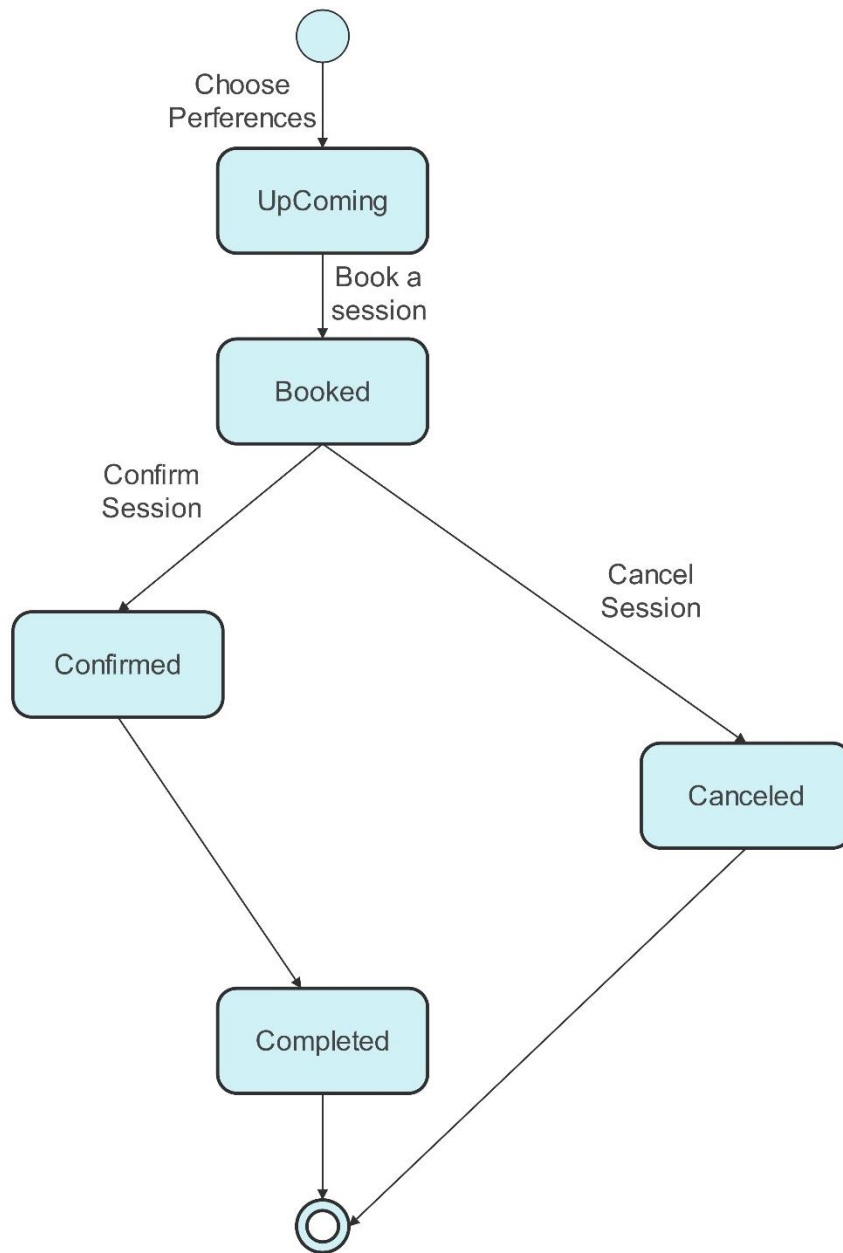 Choose
Perferences
UpComing
Book a
session
Booked
Confirm
Session
Cancel
Session
Confirmed
Canceled
Completed